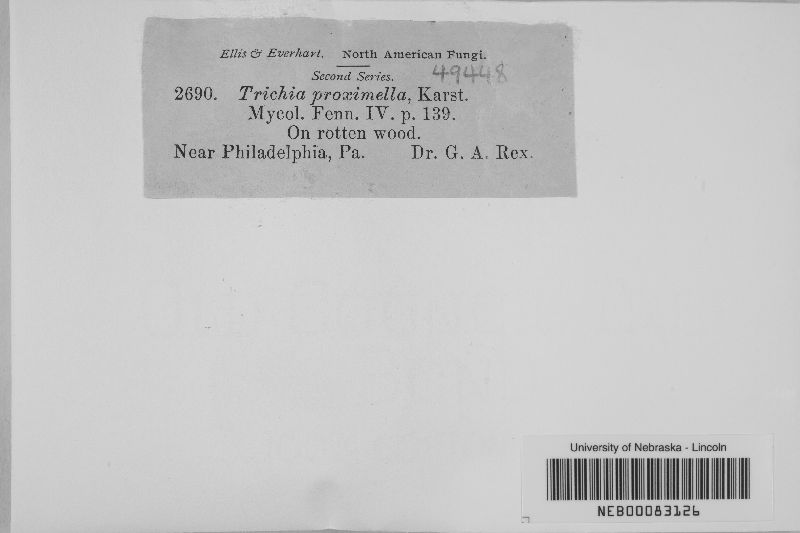 Ellis & Everhart. North American Fungi.
Second Series. 49448
2690. Trichia proximella, Karst.
Mycol. Fenn. IV. p. 139.
On rotten wood.
Near Philadelphia, Pa. Dr. G. A. Rex.
University of Nebraska - Lincoln
NEB00083126